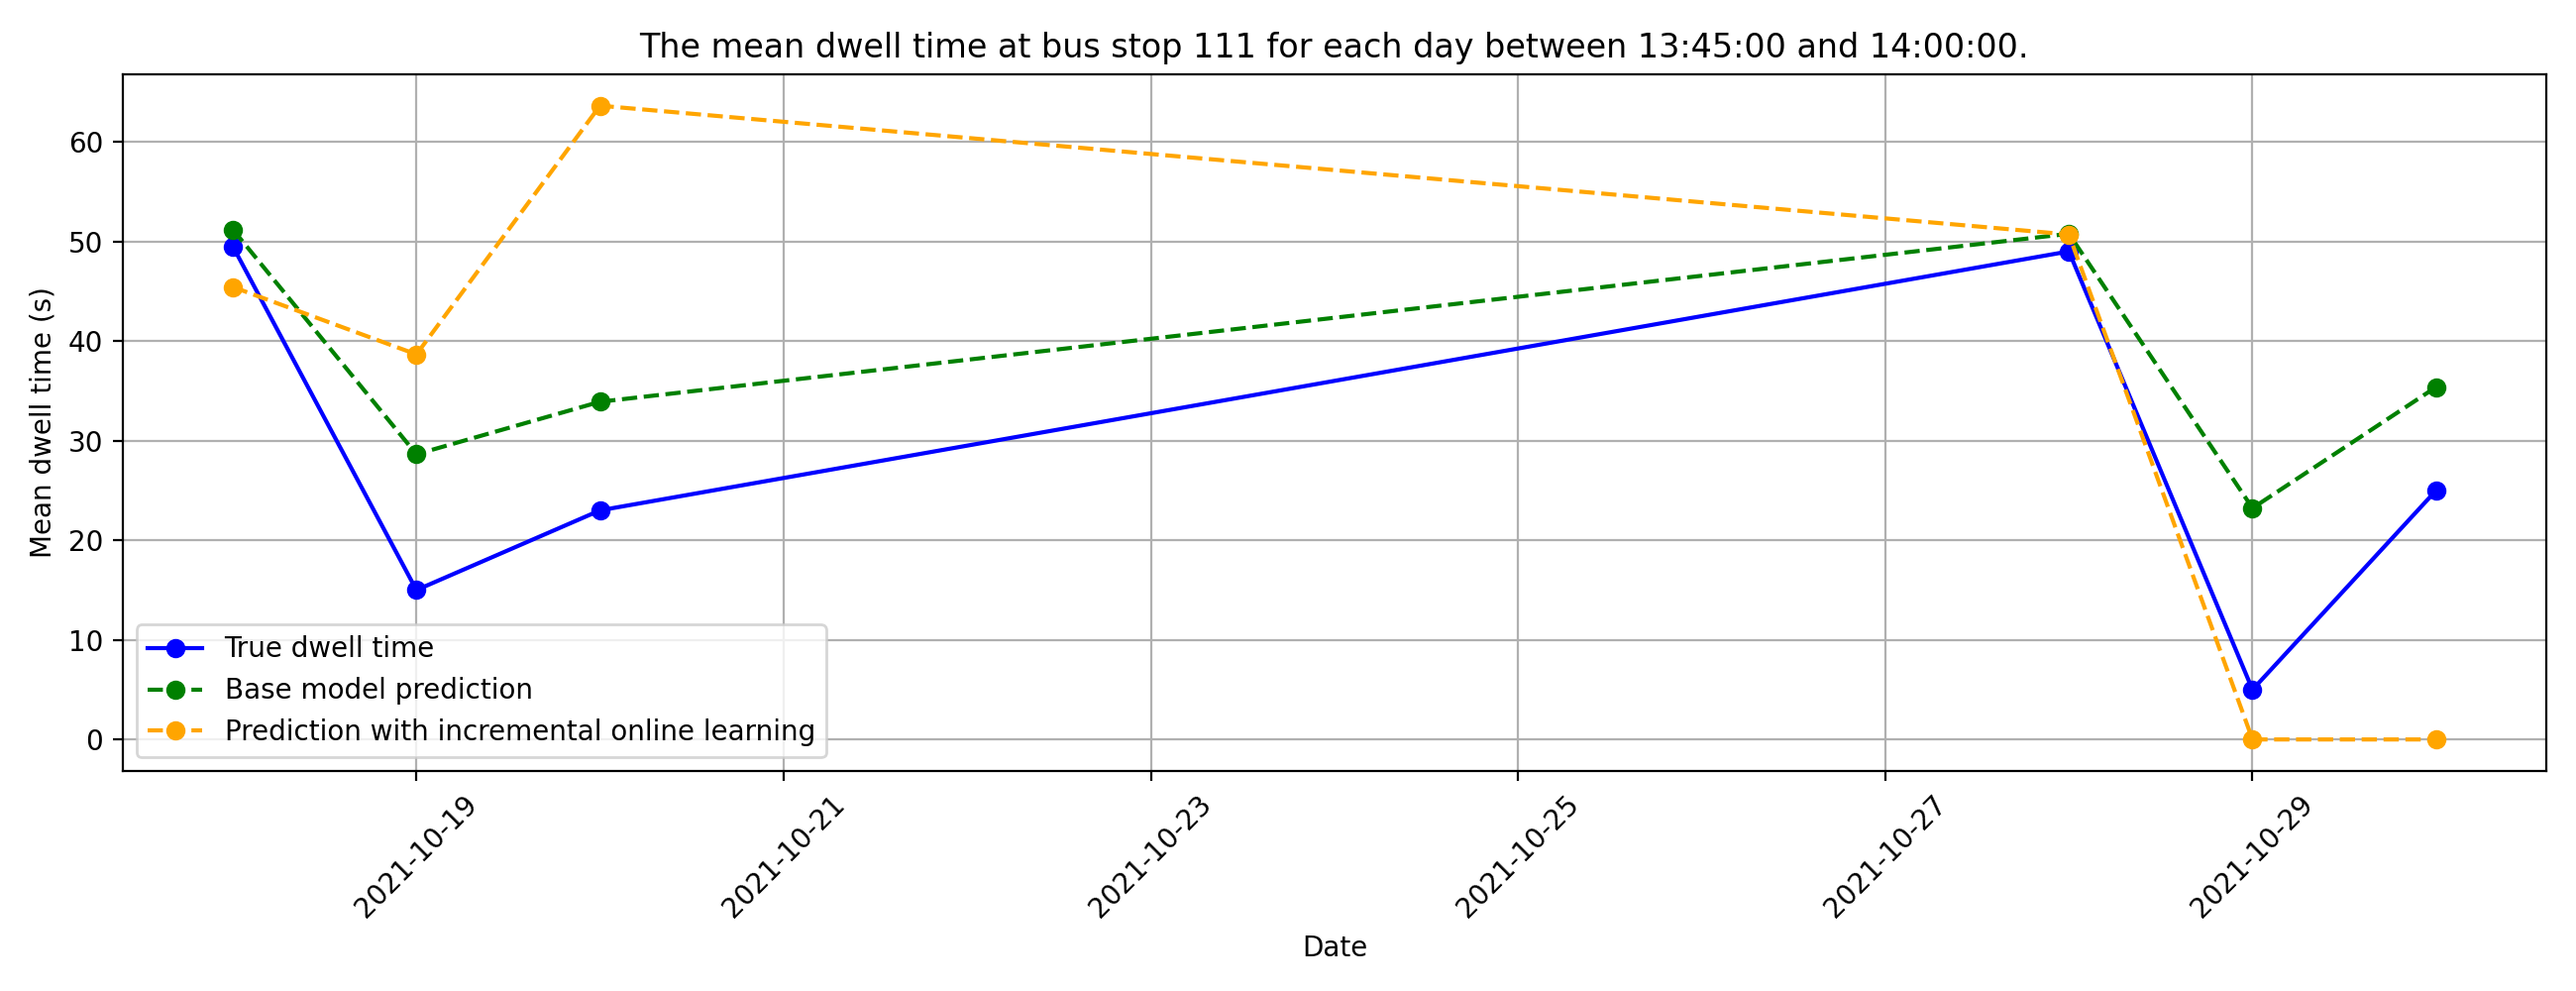 The mean dwell time at bus stop 111 for each day between 13:45:00 and 14:00:00.
Mean dwell time (s)
60
50
40
30
20
10
0
True dwell time
Base model prediction
Prediction with incremental online learning
2021-10-19
2021-10-21
2021-10-23
2021-10-25
2021-10-27
2021-10-29
Date